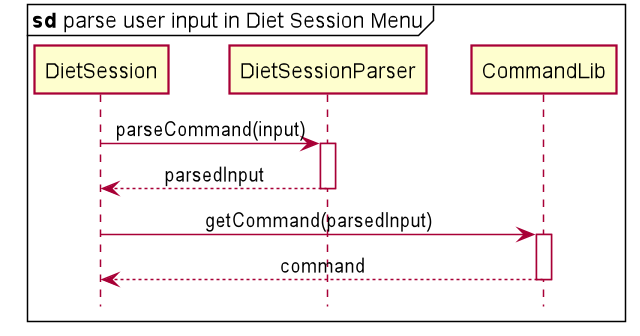 sd parse user input in Diet Session Menu
DietSession
DietSessionParser
CommandLib
parseCommand(input)
parsedInput
getCommand(parsedInput)
command